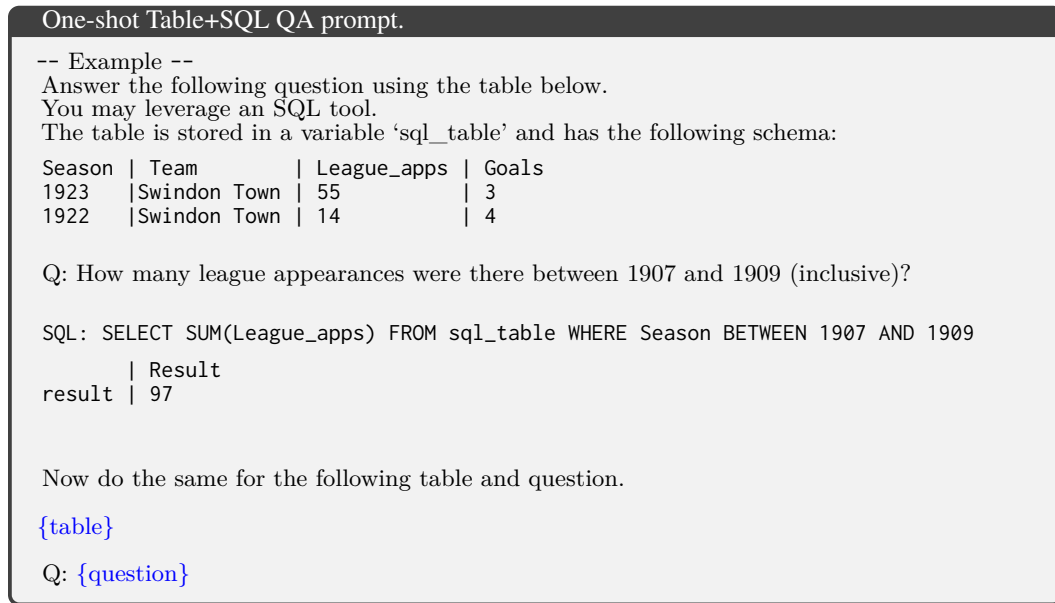 One-shot Table+SQL QA prompt.
-- Example --
Answer the following question using the table below.
You may leverage an SQL tool.
The table is stored in a variable ‘sql_table’ and has the following schema:
Season | Team         | League_apps | Goals
1923   |Swindon Town | 55          | 3
1922   |Swindon Town | 14          | 4
Q: How many league appearances were there between 1907 and 1909 (inclusive)?
SQL: SELECT SUM(League_apps) FROM sql_table WHERE Season BETWEEN 1907 AND 1909
       | Result
result | 97
Now do the same for the following table and question.
{table}
Q: {question}